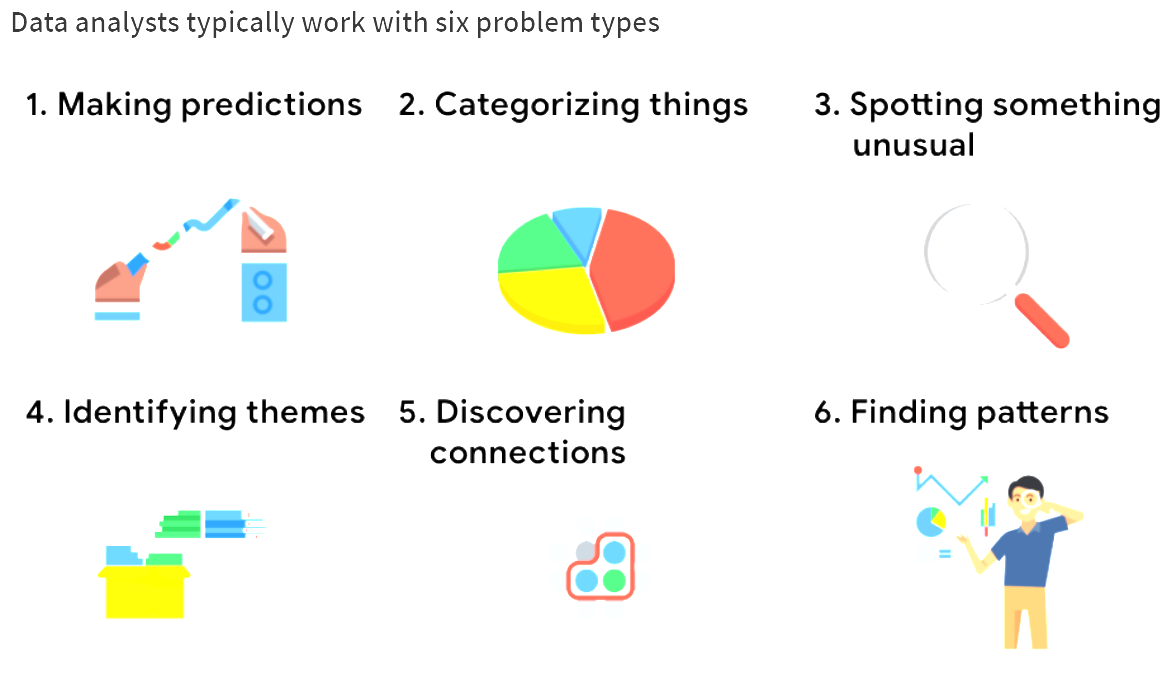 Data analysts typically work with six problem types
1. Making predictions
2. Categorizing things
3. Spotting something
unusual
4. Identifying themes
5. Discovering
connections
6. Finding patterns